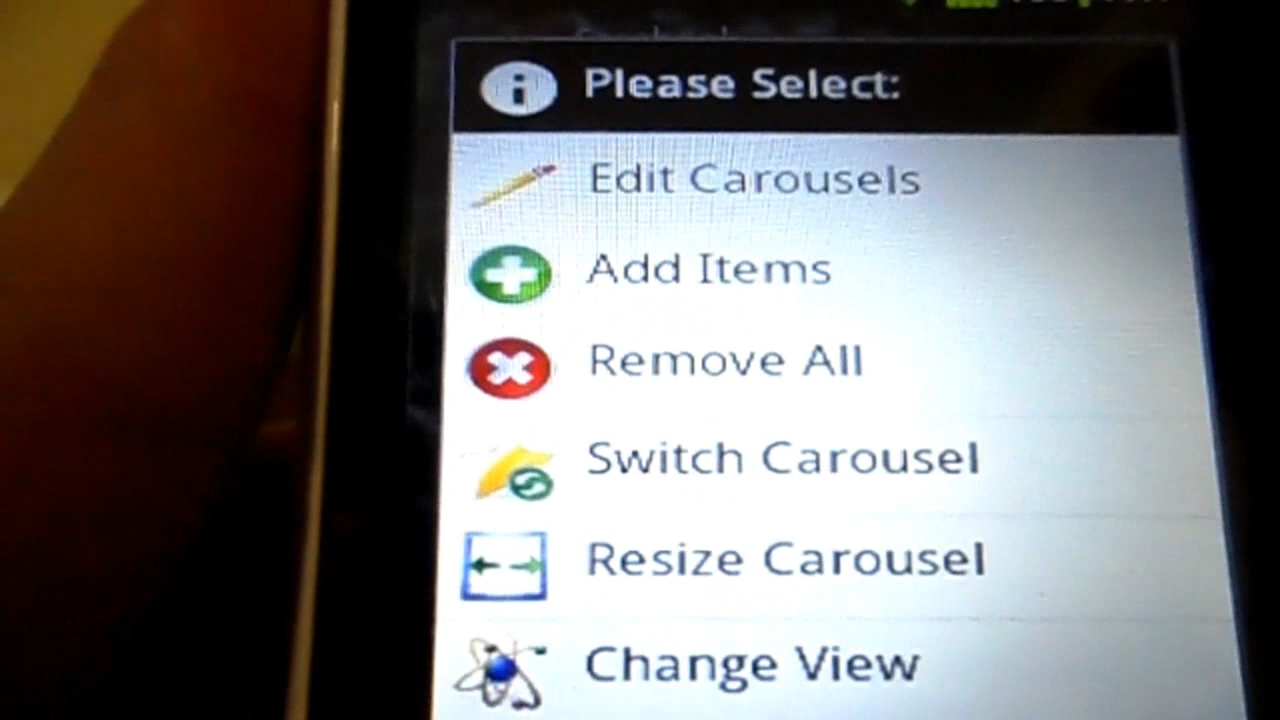 Please Select:
Edit Carousels
Add Items
Remove All
Switch Carousel
Resize Carousel
Change View